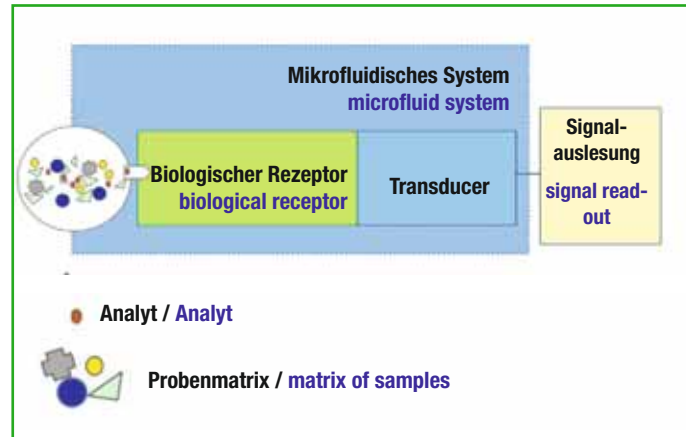 Mikrofluidisches System
microfluid system
Signal-
auslesung
signal read-
out
Biologischer Rezeptor
biological receptor
Transducer
Analyt / Analyt
Probenmatrix / matrix of samples